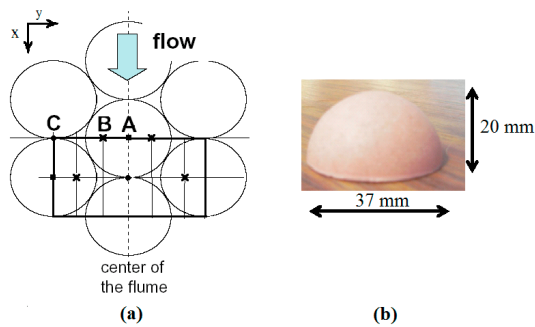 y
x
flow
C
B
A
20 mm
37 mm
center of
the flume
(a)
(b)